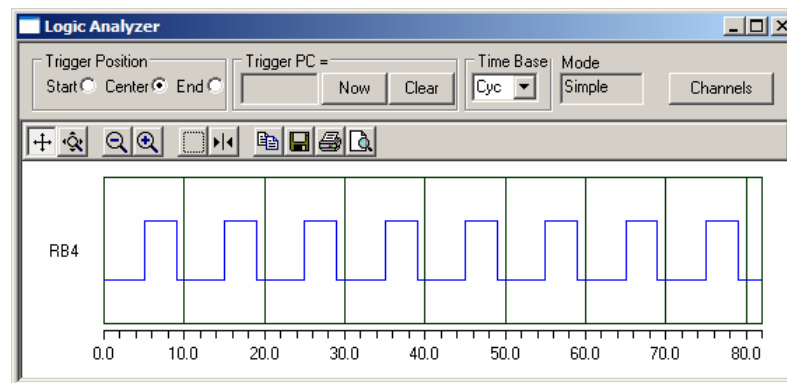 Logic Analyzer
Trigger Position
Start Center End
Trigger PC =
Now Clear
Time Base
Cyc
Mode
Simple
Channels
RB4
0.0 10.0 20.0 30.0 40.0 50.0 60.0 70.0 80.0